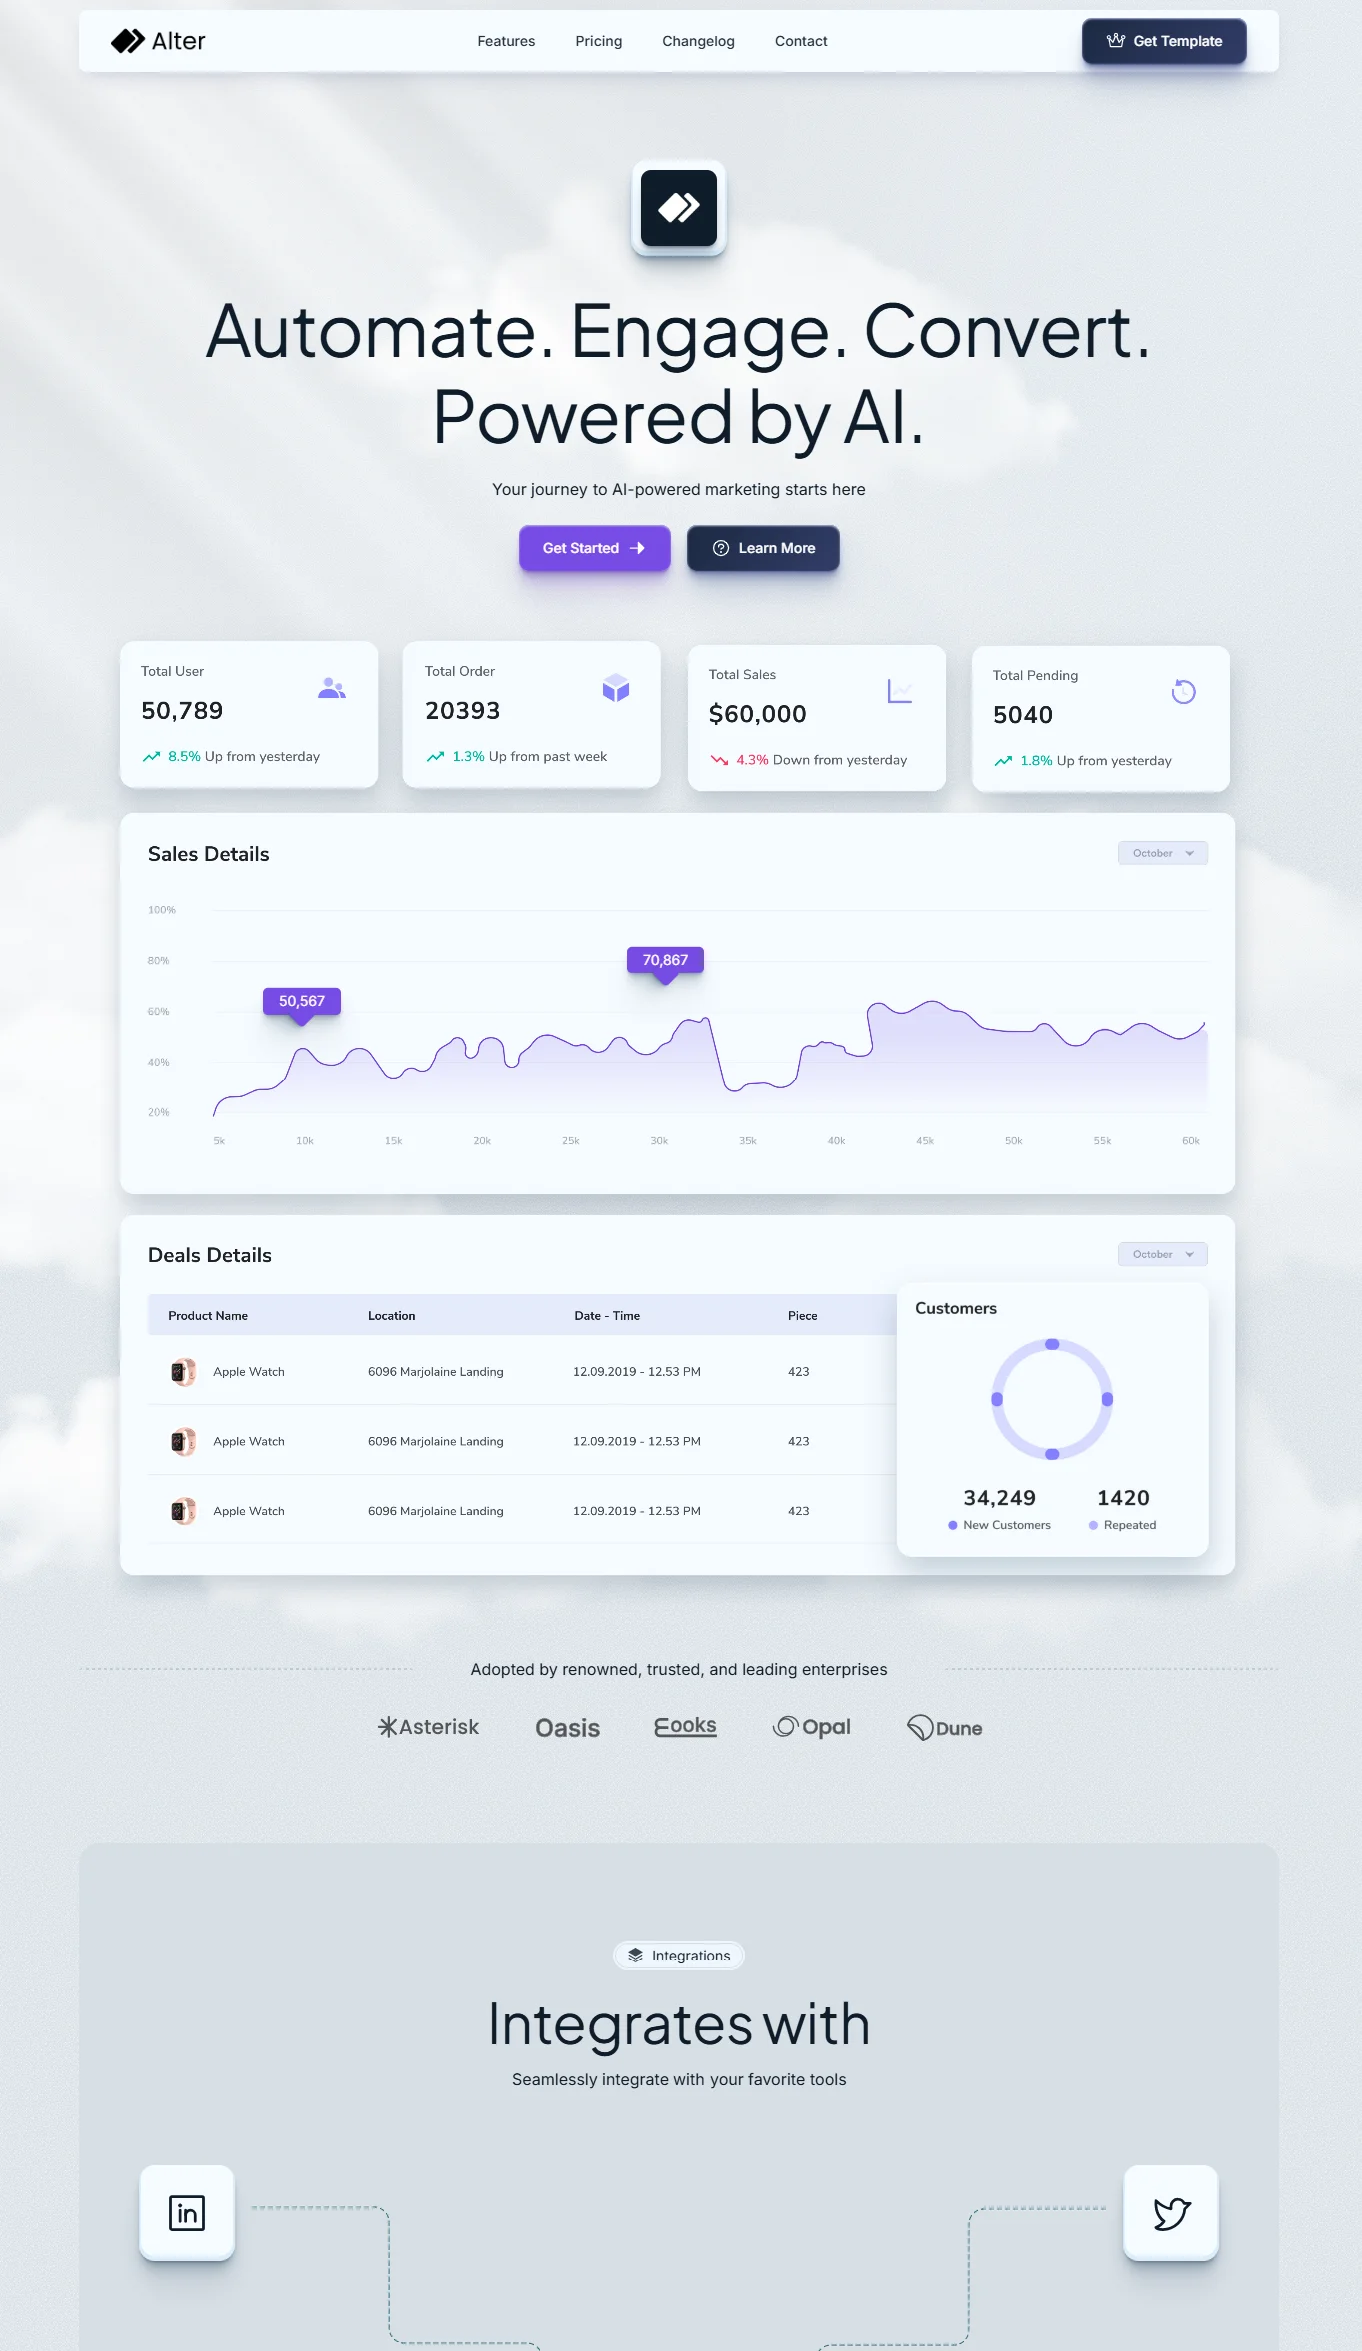 Alter
Features
Pricing
Changelog
Contact
Get Template
Automate. Engage. Convert.
Powered by AI.
Your journey to AI-powered marketing starts here
Get Started
Learn More
Total User
50,789
8.5% Up from yesterday
Total Order
20393
1.3% Up from past week
Total Sales
$60,000
4.3% Down from yesterday
Total Pending
5040
1.8% Up from yesterday
Sales Details
October
100%
80%
60%
40%
20%
50,567
70,867
5k 10k 15k 20k 25k 30k 35k 40k 45k 50k 55k 60k
Deals Details
October
Product Name Location Date - Time Piece
Apple Watch 6096 Marjolaine Landing 12.09.2019 - 12.53 PM 423
Apple Watch 6096 Marjolaine Landing 12.09.2019 - 12.53 PM 423
Apple Watch 6096 Marjolaine Landing 12.09.2019 - 12.53 PM 423
Customers
34,249
New Customers
1420
Repeated
Adopted by renowned, trusted, and leading enterprises
Asterisk
Oasis
Eooks
Opal
Dune
Integrations
Integrates with
Seamlessly integrate with your favorite tools
in